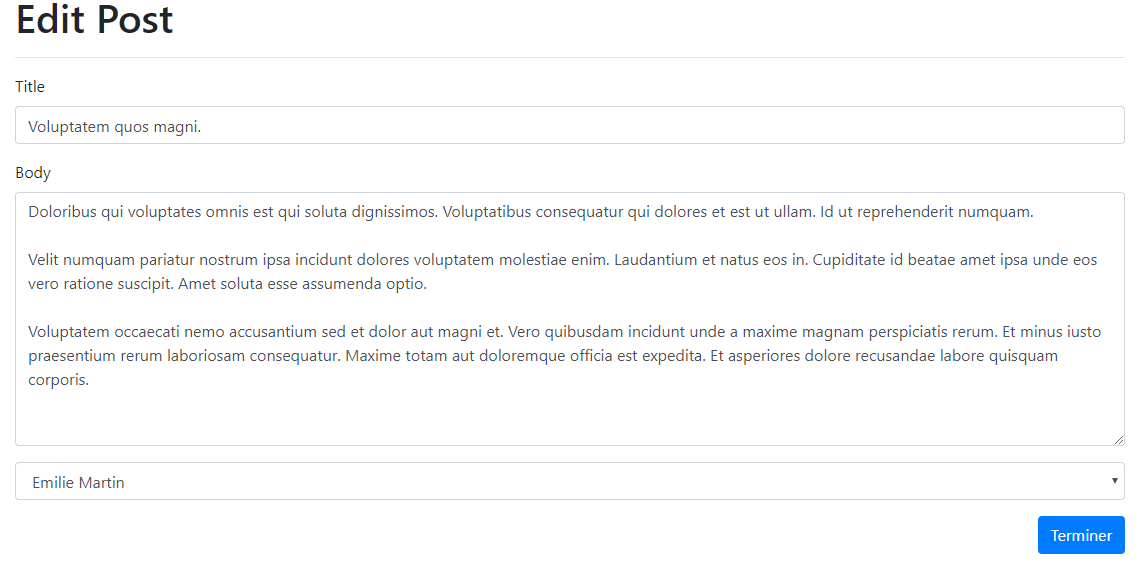 Edit Post
Title
Voluptatem quos magni.
Body
Doloribus qui voluptates omnis est qui soluta dignissimos. Voluptatibus consequatur qui dolores et est ut ullam. Id ut reprehenderit numquam.
Velit numquam pariatur nostrum ipsa incidunt dolores voluptatem molestiae enim. Laudantium et natus eos in. Cupiditate id beatae amet ipsa unde eos
vero ratione suscipit. Amet soluta esse assumenda optio.
Voluptatem occaecati nemo accusantium sed et dolor aut magni et. Vero quibusdam incidunt unde a maxime magnam perspiciatis rerum. Et minus iusto
praesentium rerum laboriosam consequatur. Maxime totam aut doloremque officia est expedita. Et asperiores dolore recusandae labore quisquam
corporis.
Emilie Martin
Terminer